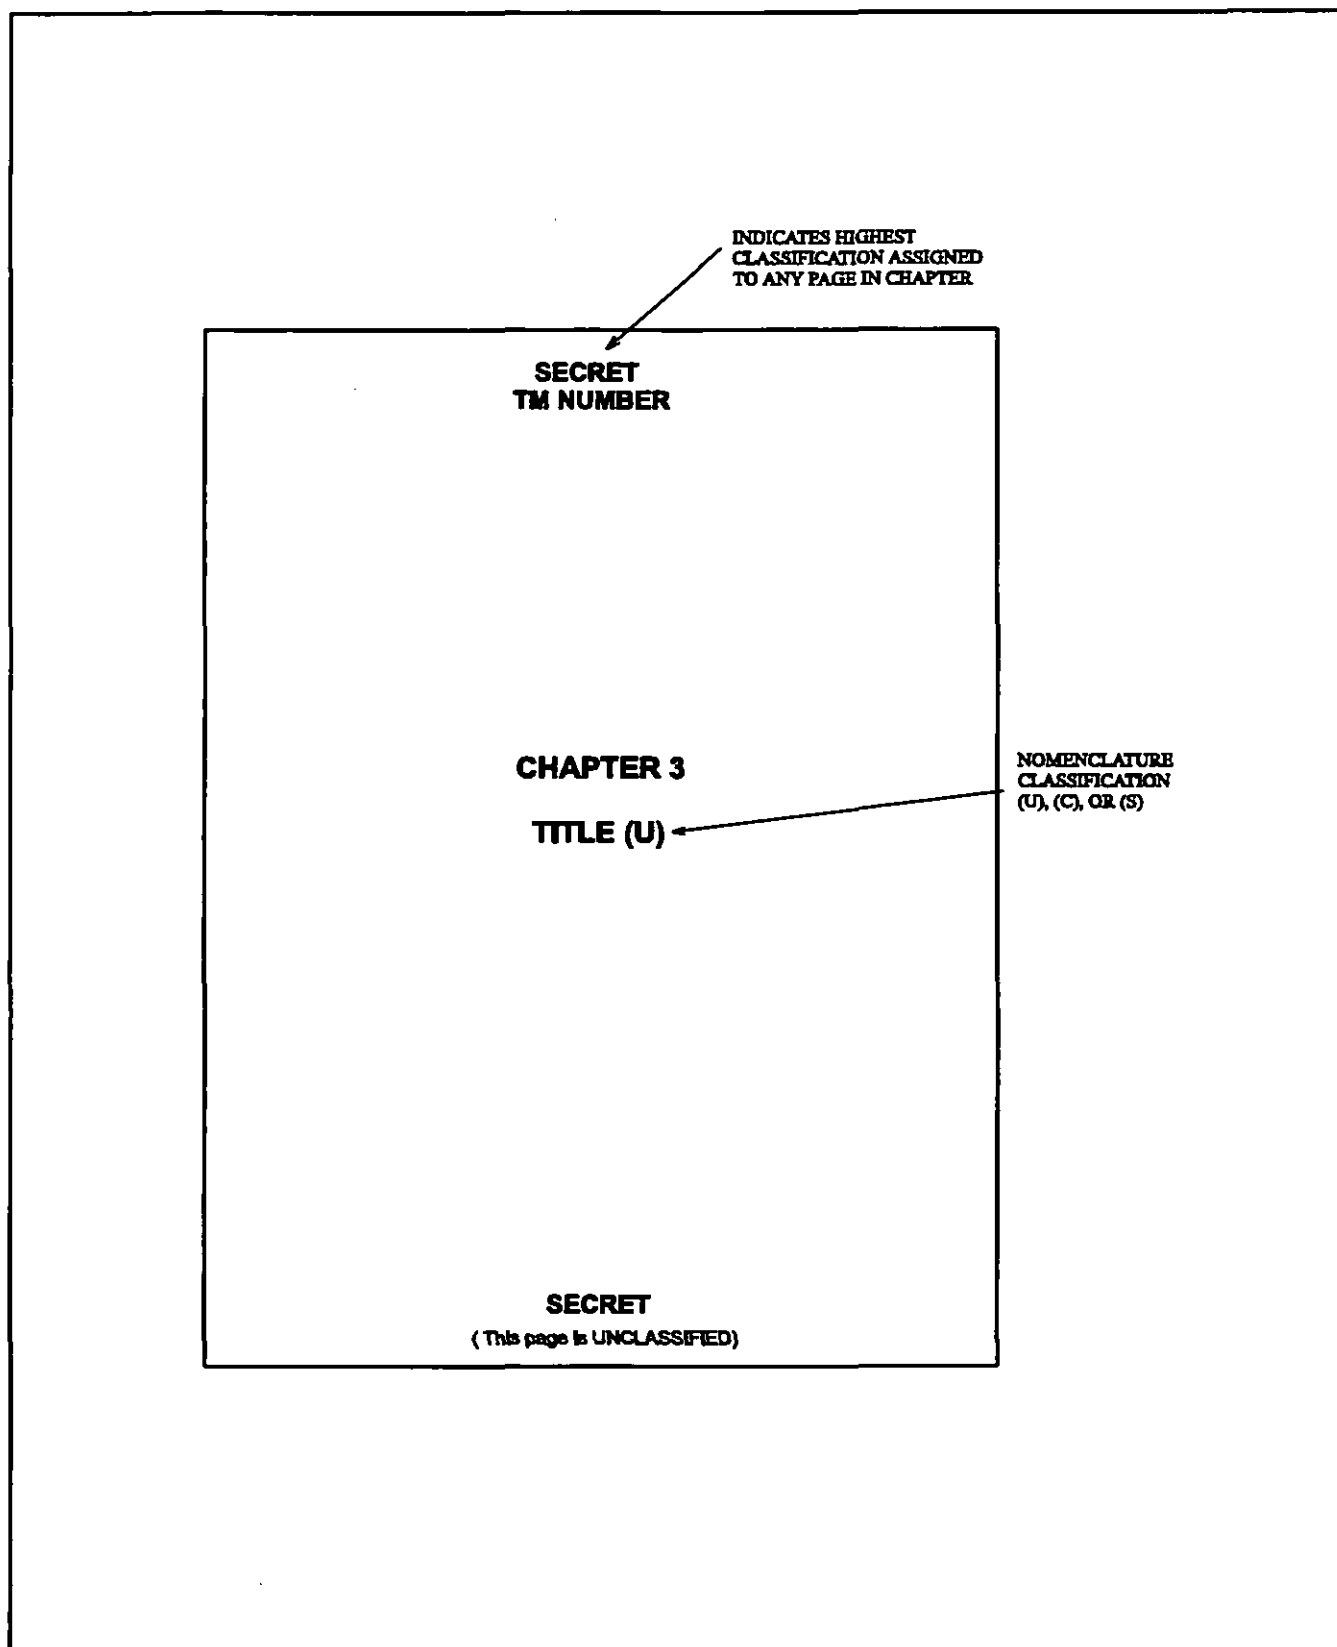 INDICATES HIGHEST
CLASSIFICATION ASSIGNED
TO ANY PAGE IN CHAPTER
SECRET
TM NUMBER
CHAPTER 3
TITLE (U)
NOMENCLATURE
CLASSIFICATION
(U), (C), OR (S)
SECRET
( This page is UNCLASSIFIED)